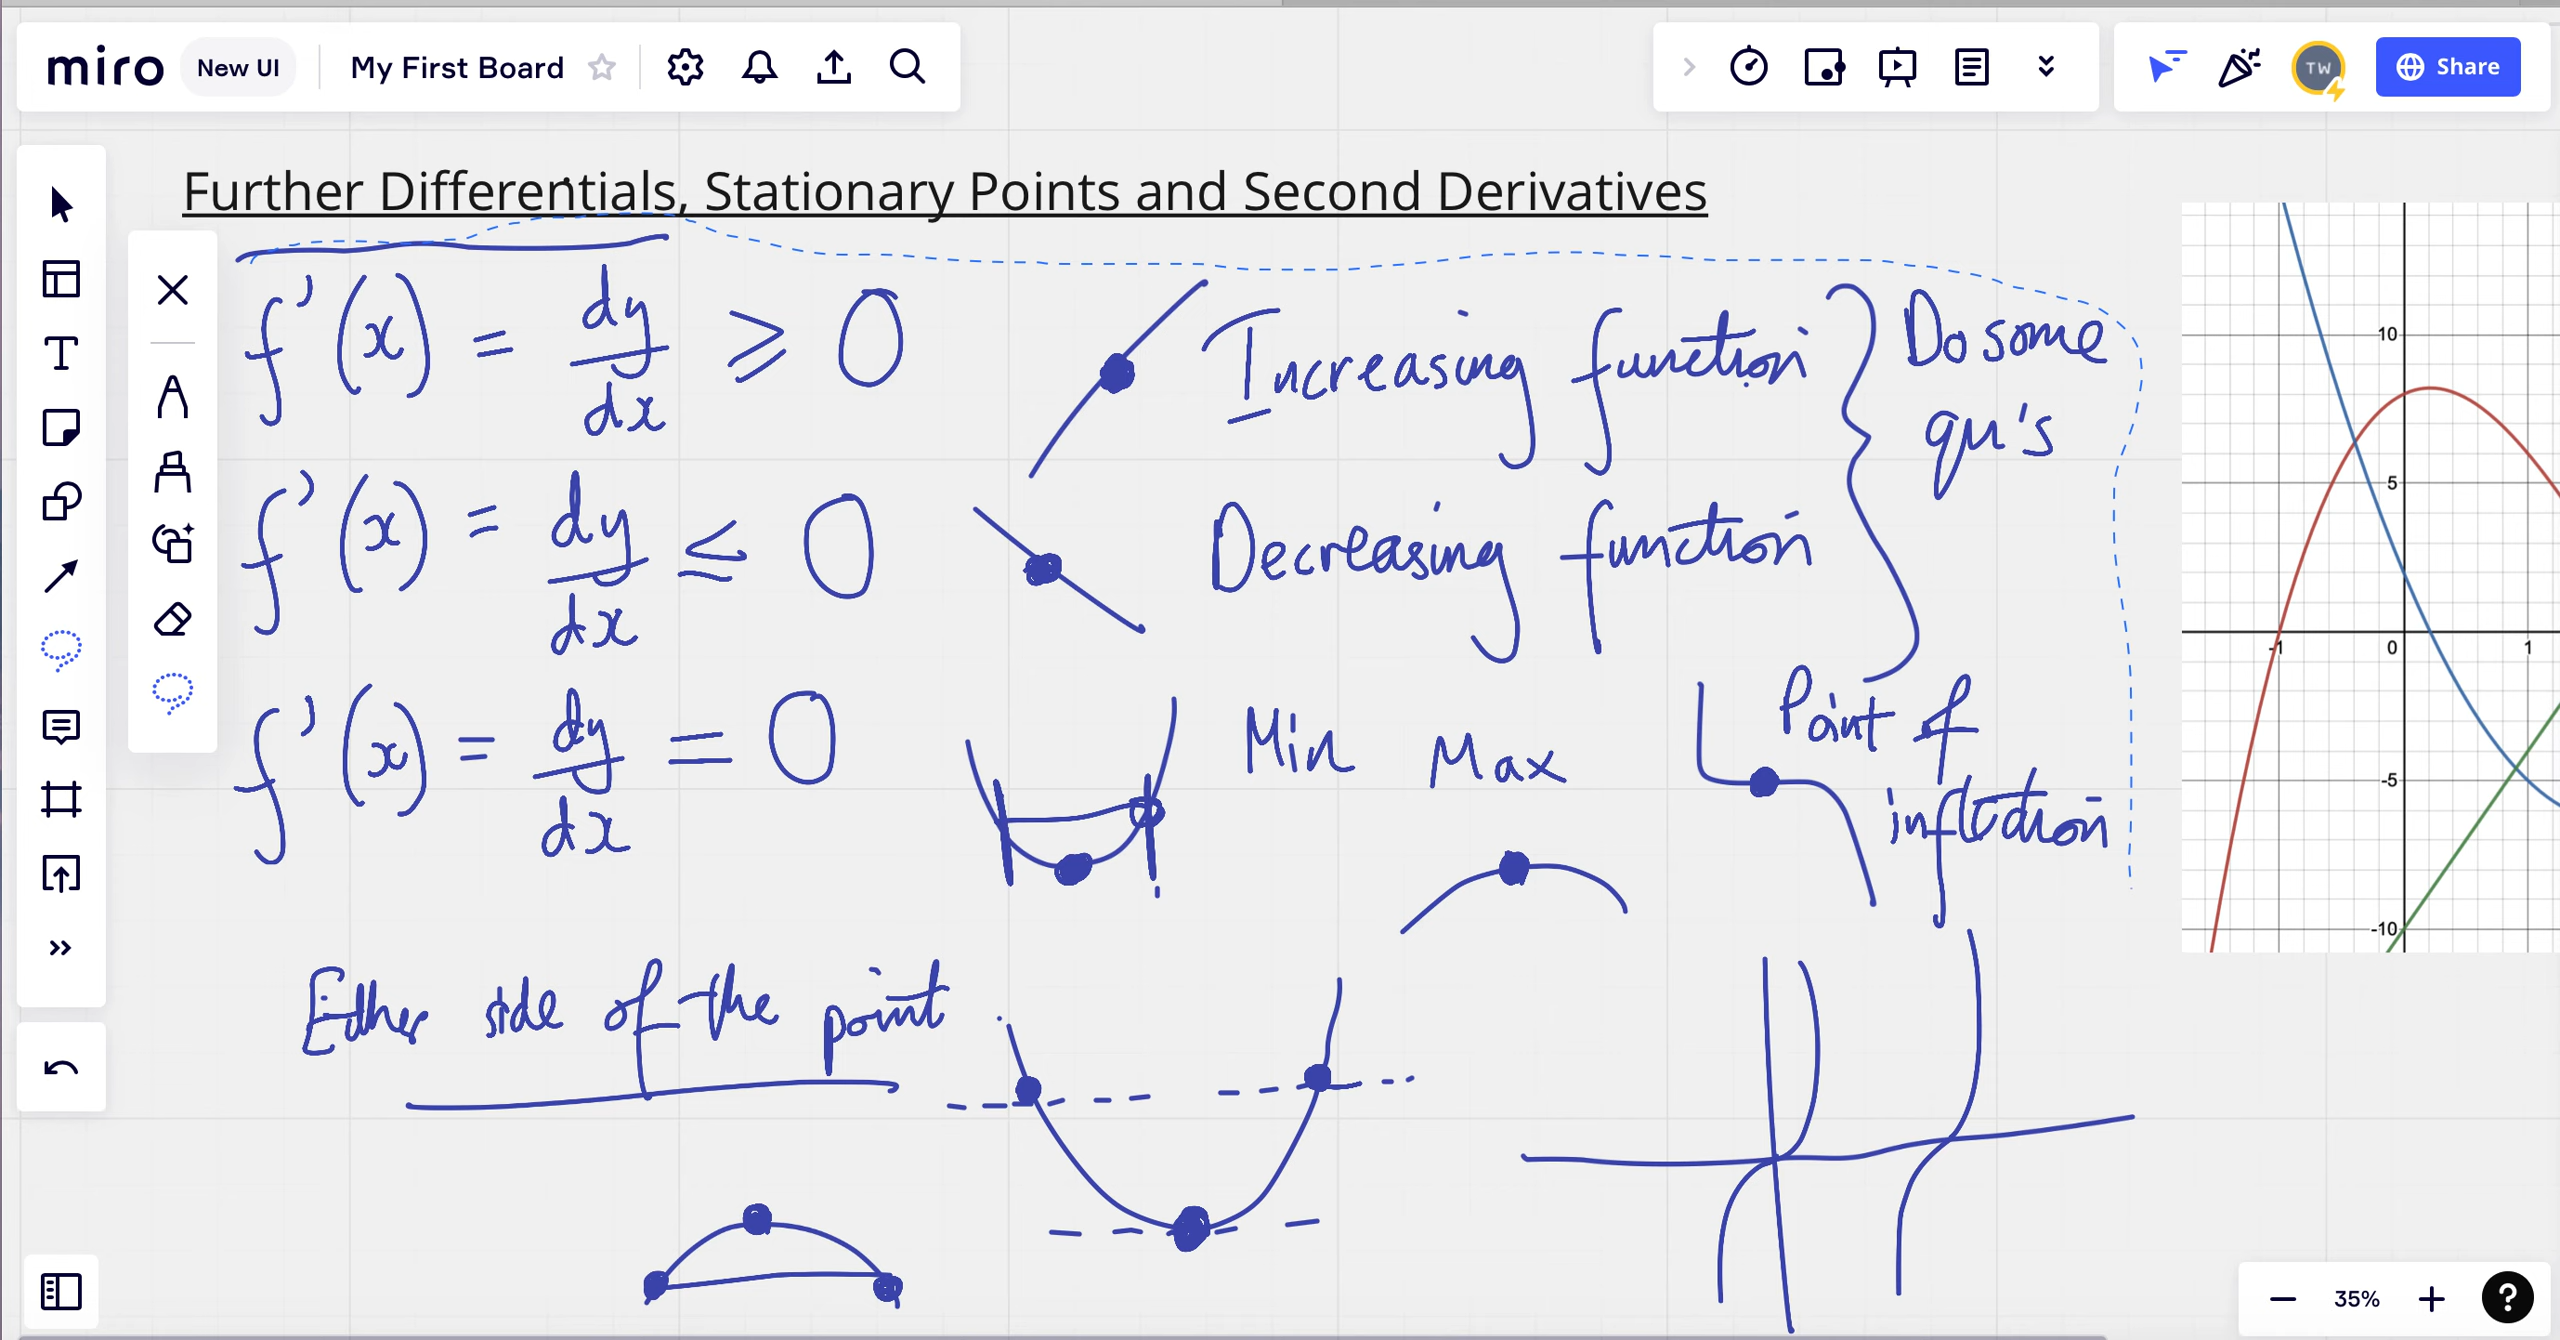 miro New UI My First Board
TW Share
Further Differentials, Stationary Points and Second Derivatives
f'(x) = dy/dx ⩾ 0 Increasing function Do some
qu's
f'(x) = dy/dx ≤ 0 Decreasing function
f'(x) = dy/dx = 0 Min Max Point of
inflection
Either side of the point
10
5
-1 0 1
-5
-10
35%